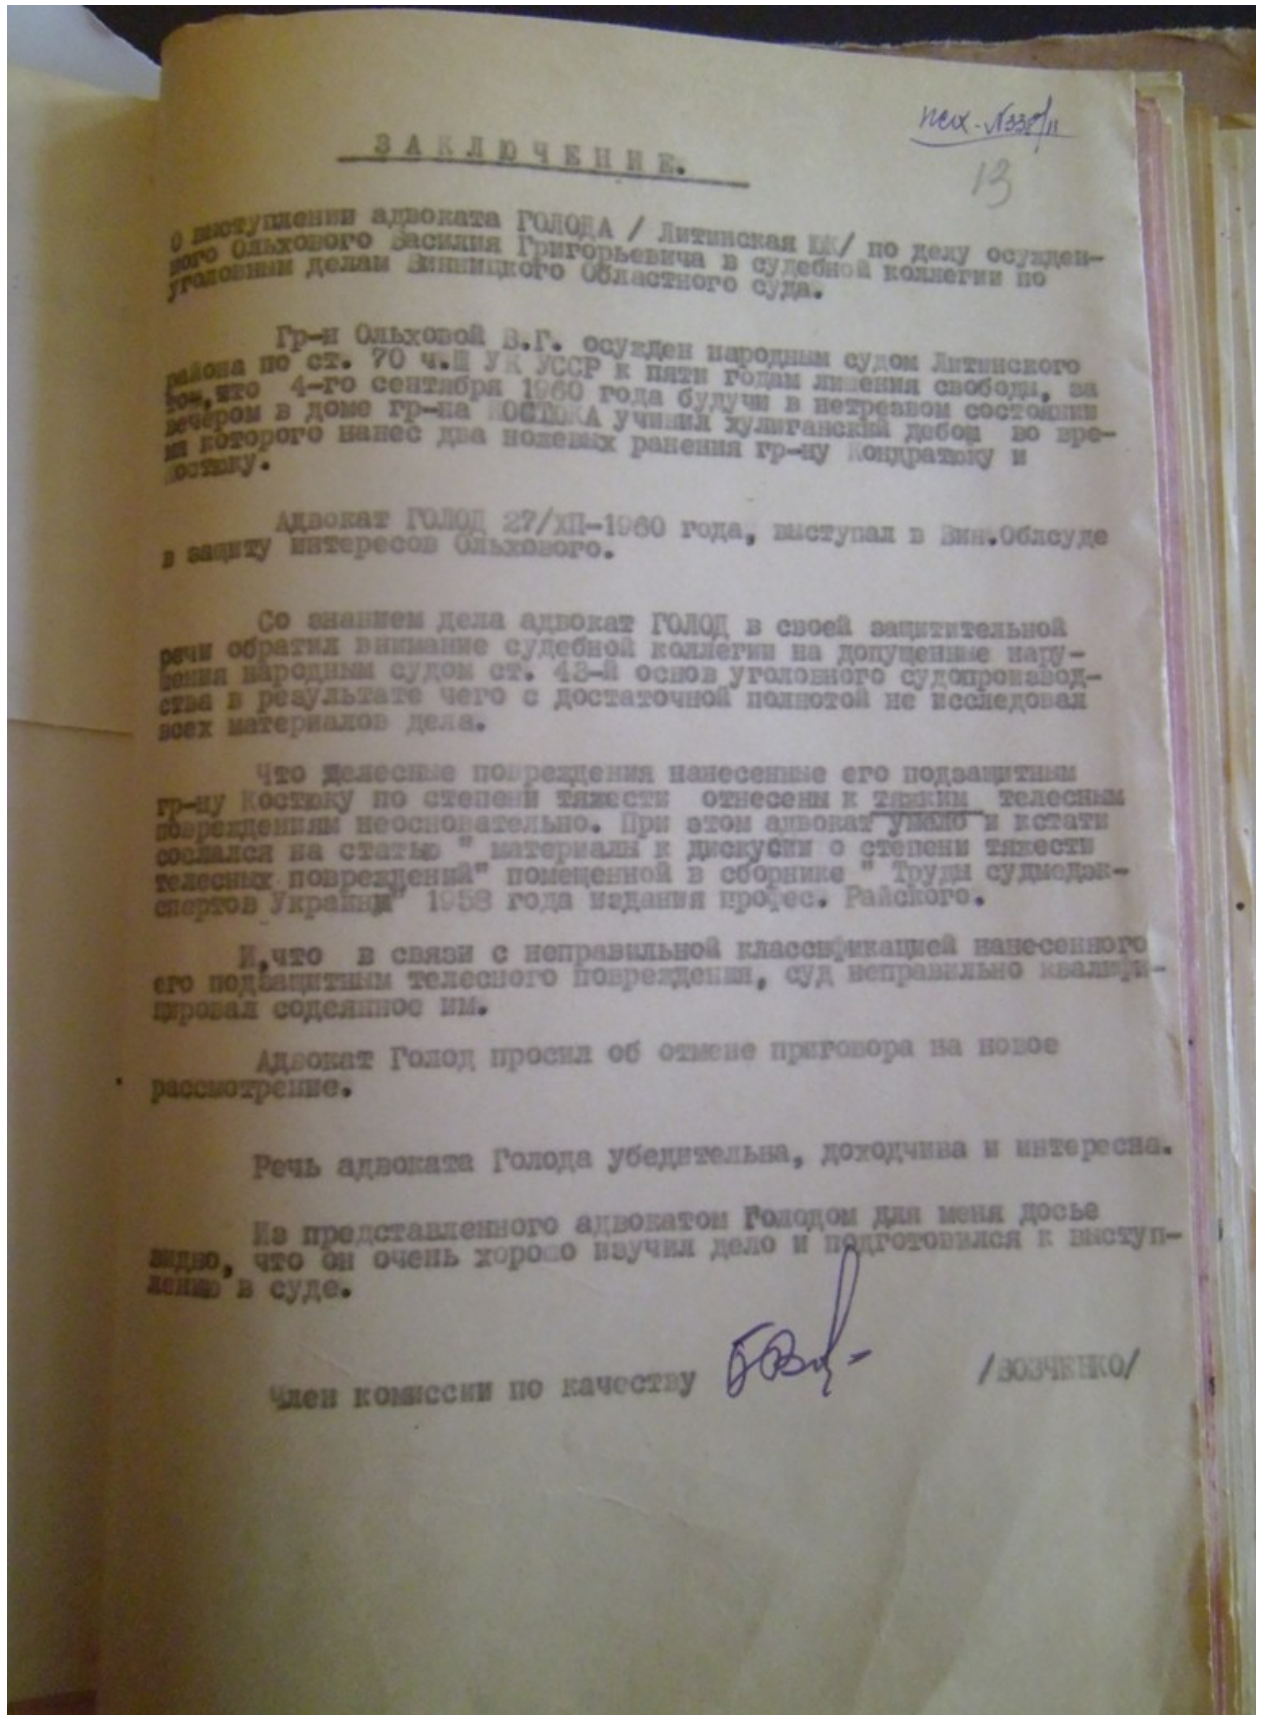 исх-N338/11
13
ЗАКЛЮЧЕНИЕ.
О выступлении адвоката ГОЛОДА / Литинская ЮК/ по делу осужден-
ного Ольхового Василия Григорьевича в судебной коллегии по
уголовным делам Винницкого Областного суда.
Гр-н Ольховой В.Г. осужден народным судом Литинского
района по ст. 70 ч.П УК УССР к пяти годам лишения свободы, за
то, что 4-го сентября 1960 года будучи в нетрезвом состоянии
вечером в доме гр-на КОСТЮКА учинил хулиганский дебош во вре-
мя которого нанес два ножевых ранения гр-ну Кондратюку и
Костюку.
Адвокат ГОЛОД 27/ХП-1960 года, выступал в Вин.Облсуде
в защиту интересов Ольхового.
Со знанием дела адвокат ГОЛОД в своей защитительной
речи обратил внимание судебной коллегии на допущенные нару-
шения народным судом ст. 43-й основ уголовного судопроизвод-
ства в результате чего с достаточной полнотой не исследовал
всех материалов дела.
Что телесные повреждения нанесенные его подзащитным
гр-ну Костюку по степени тяжести отнесены к тяжким телесным
повреждениям неосновательно. При этом адвокат умело и кстати
сослался на статью " материалы к дискусии о степени тяжести
телесных повреждений" помещенной в сборнике " Труды судмедэк-
спертов Украины" 1958 года издания профес. Райского.
И,что в связи с неправильной классификацией нанесенного
его подзащитным телесного повреждения, суд неправильно квалифи-
цировал содеянное им.
Адвокат Голод просил об отмене приговора на новое
рассмотрение.
Речь адвоката Голода убедительна, доходчива и интересна.
Из представленного адвокатом Голодом для меня досье
видно, что он очень хорошо изучил дело и подготовился к выступ-
лению в суде.
Член комиссии по качеству /ВОВЧЕНКО/